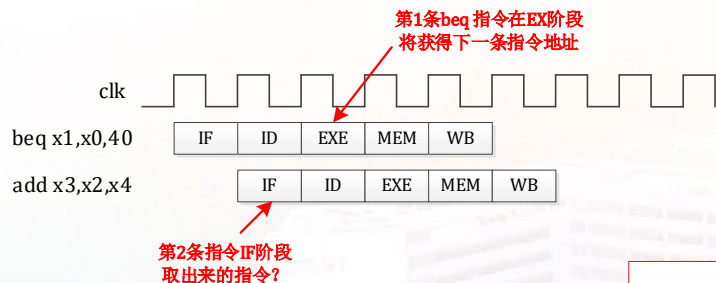 第1条beq 指令在EX阶段
将获得下一条指令地址
clk
beq x1,x0,40
IF ID EXE MEM WB
add x3,x2,x4
IF ID EXE MEM WB
第2条指令IF阶段
取出来的指令？